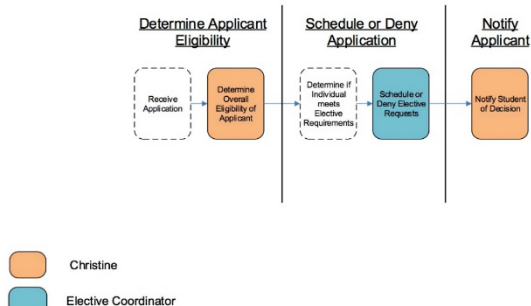 Determine Applicant
Eligibility
Schedule or Deny
Application
Notify
Applicant
Receive
Application
Determine
Overall
Eligibility of
Applicant
Determine if
Individual
meets
Elective
Requirements
Schedule or
Deny Elective
Requests
Notify Student
of Decision
Christine
Elective Coordinator